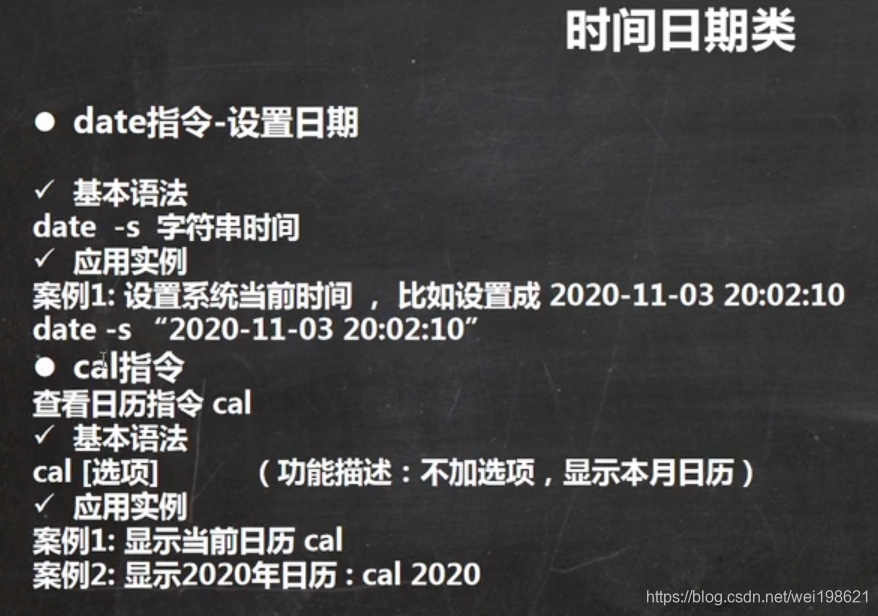 时间日期类
● date指令-设置日期
✓ 基本语法
date -s 字符串时间
✓ 应用实例
案例1: 设置系统当前时间 ， 比如设置成 2020-11-03 20:02:10
date -s “2020-11-03 20:02:10”
● cal指令
查看日历指令 cal
✓ 基本语法
cal [选项] （功能描述：不加选项，显示本月日历）
✓ 应用实例
案例1: 显示当前日历 cal
案例2: 显示2020年日历 : cal 2020
https://blog.csdn.net/wei198621